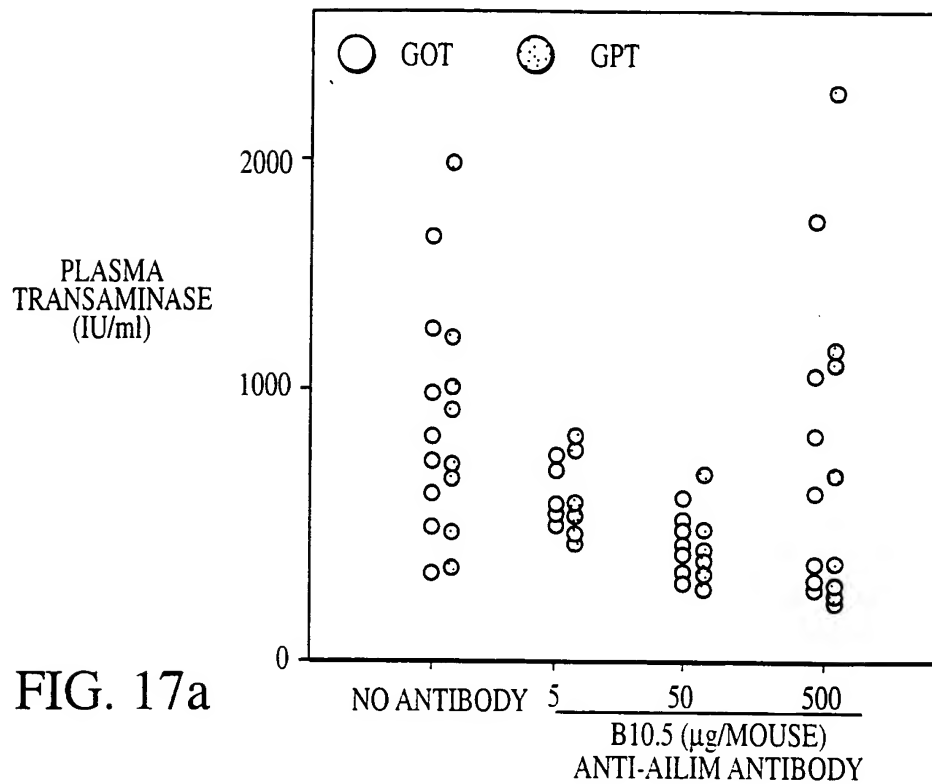 GOT GPT
2000
PLASMA
TRANSAMINASE
(IU/ml)
1000
0
FIG. 17a
NO ANTIBODY 5 50 500
B10.5 (µg/MOUSE)
ANTI-AILIM ANTIBODY